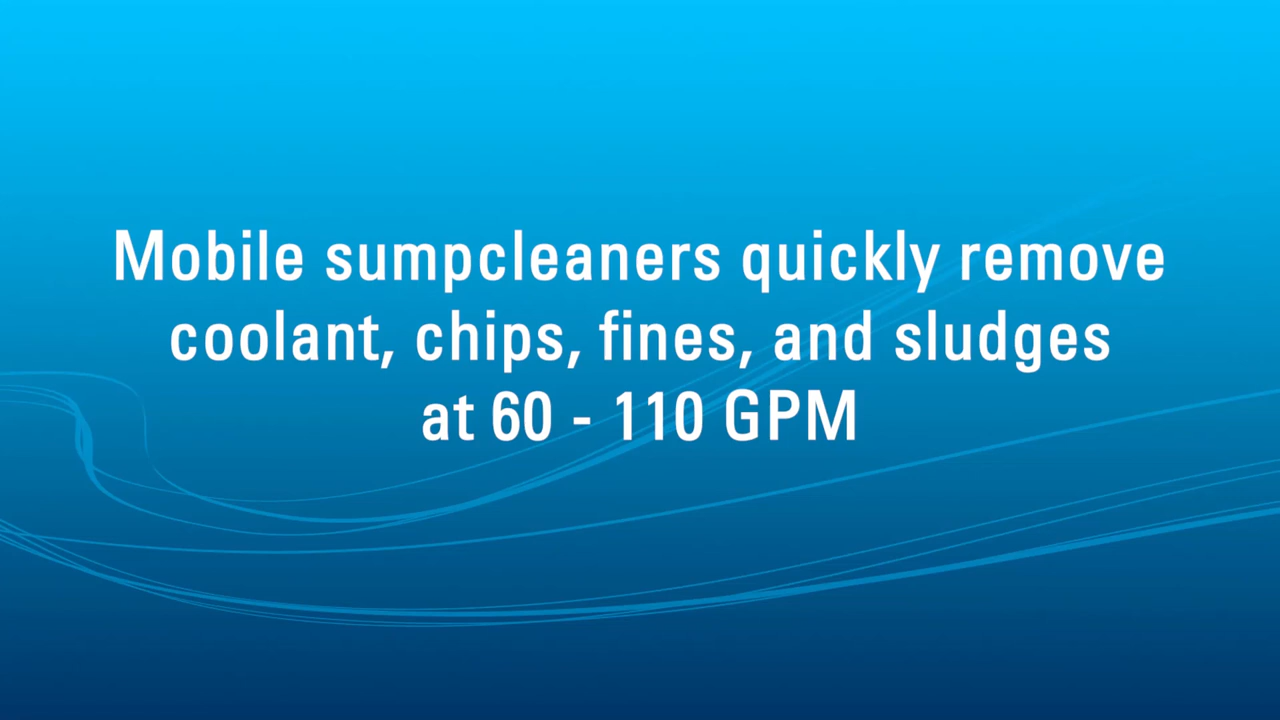 Mobile sumpcleaners quickly remove
coolant, chips, fines, and sludges
at 60 - 110 GPM